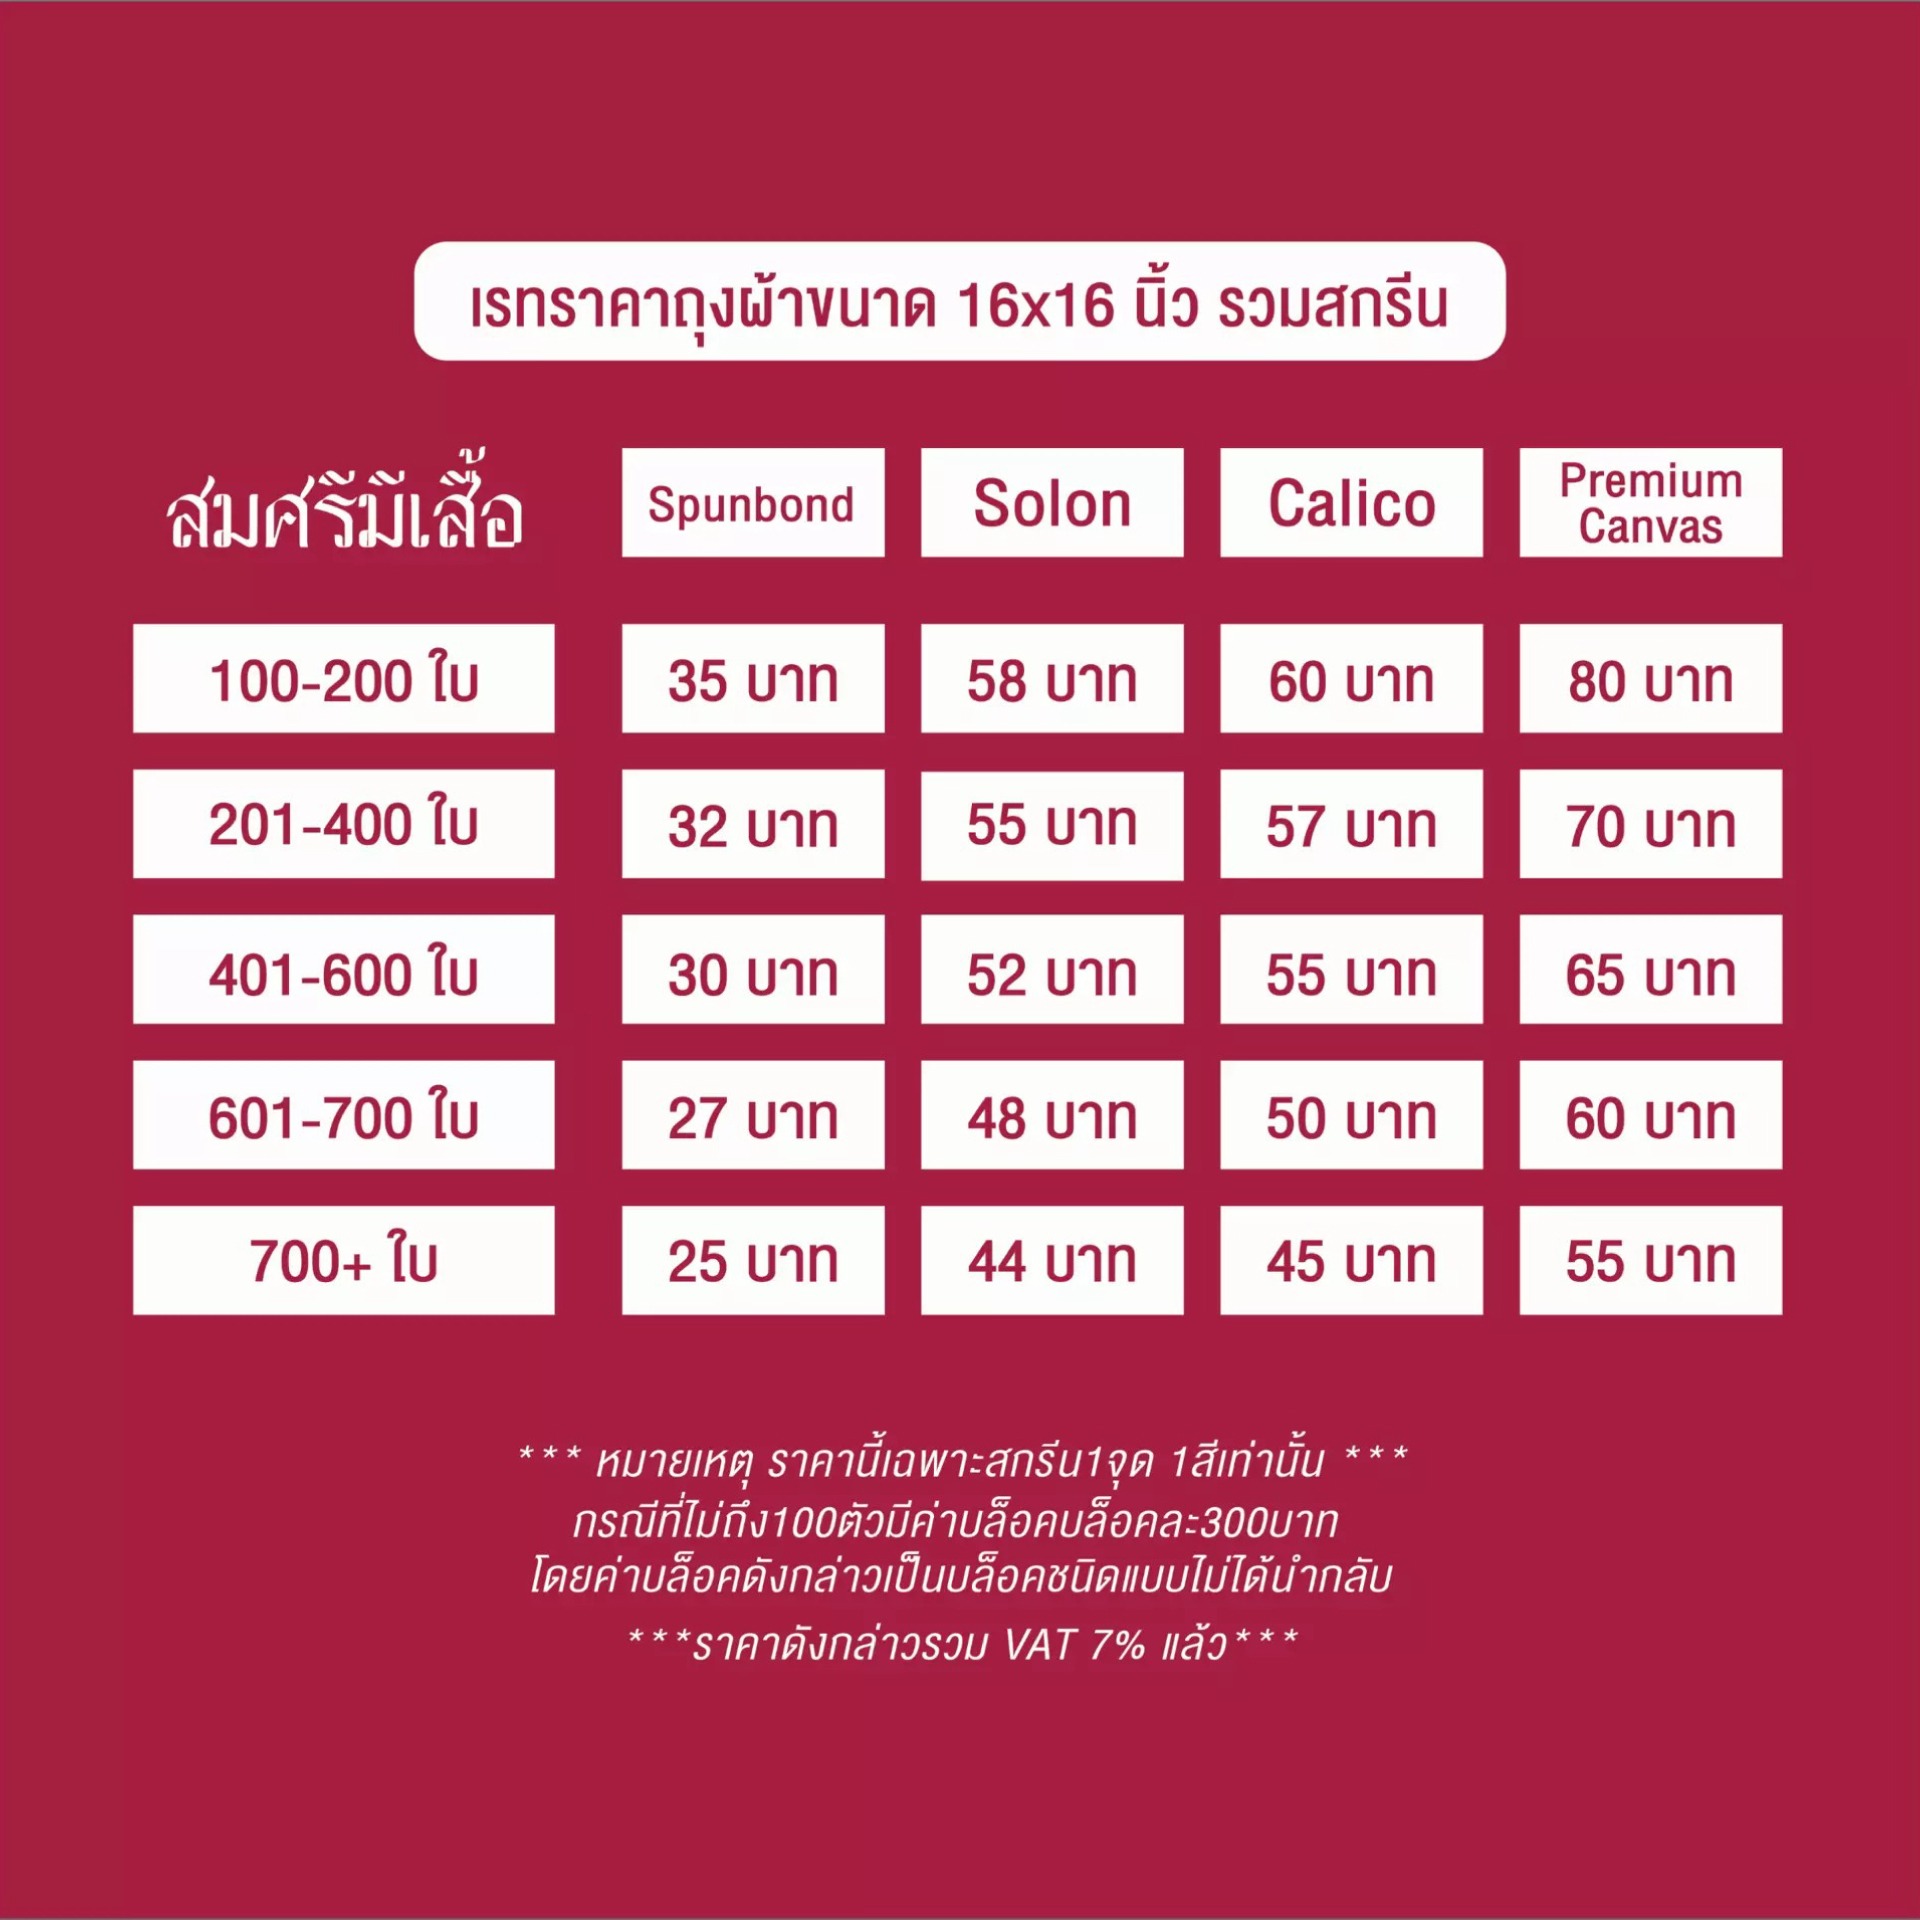 เรทราคาถุงผ้าขนาด 16x16 นิ้ว รวมสกรีน
สมศรีมีเสื้อ Spunbond Solon Calico Premium Canvas
100-200 ใบ 35 บาท 58 บาท 60 บาท 80 บาท
201-400 ใบ 32 บาท 55 บาท 57 บาท 70 บาท
401-600 ใบ 30 บาท 52 บาท 55 บาท 65 บาท
601-700 ใบ 27 บาท 48 บาท 50 บาท 60 บาท
700+ ใบ 25 บาท 44 บาท 45 บาท 55 บาท
*** หมายเหตุ ราคานี้เฉพาะสกรีน1จุด 1สีเท่านั้น ***
กรณีที่ไม่ถึง100ตัวมีค่าบล็อคบล็อคละ300บาท
โดยค่าบล็อคดังกล่าวเป็นบล็อคชนิดแบบไม่ได้นำกลับ
***ราคาดังกล่าวรวม VAT 7% แล้ว***